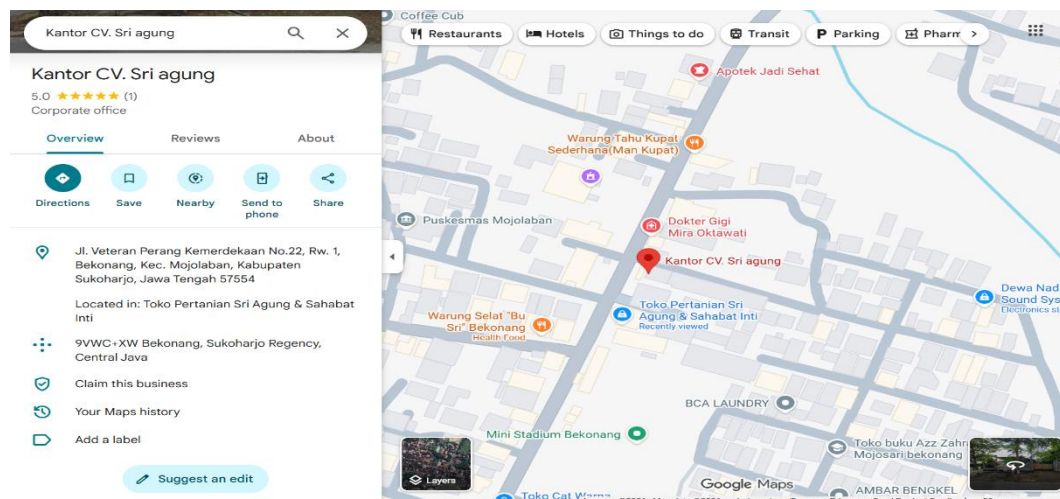 Kantor CV. Sri agung
Kantor CV. Sri agung
5.0 ★★★★★ (1)
Corporate office
Overview
Reviews
About
Directions
Save
Nearby
Send to
phone
Share
Jl. Veteran Perang Kemerdekaan No.22, Rw. 1,
Bekonang, Kec. Mojolaban, Kabupaten
Sukoharjo, Jawa Tengah 57554
Located in: Toko Pertanian Sri Agung & Sahabat
Inti
9VWC+XW Bekonang, Sukoharjo Regency,
Central Java
Claim this business
Your Maps history
Add a label
Suggest an edit
Coffee Cub
Restaurants
Hotels
Things to do
Transit
P Parking
Pharm
Apotek Jadi Sehat
Warung Tahu Kupat
Sederhana(Man Kupat)
Puskesmas Mojolaban
Dokter Gigi
Mira Oktawati
Kantor CV. Sri agung
Dewa Nad
Sound Sys
Electronics st
Toko Pertanian Sri
Agung & Sahabat Inti
Recently viewed
Warung Selat "Bu
Sri" Bekonang
Health Food
BCA LAUNDRY
Mini Stadium Bekonang
Toko buku Azz Zahr
Mojosari bekonang
Layers
Google Maps
AMBAR BENGKEL
Toko Cat Warna